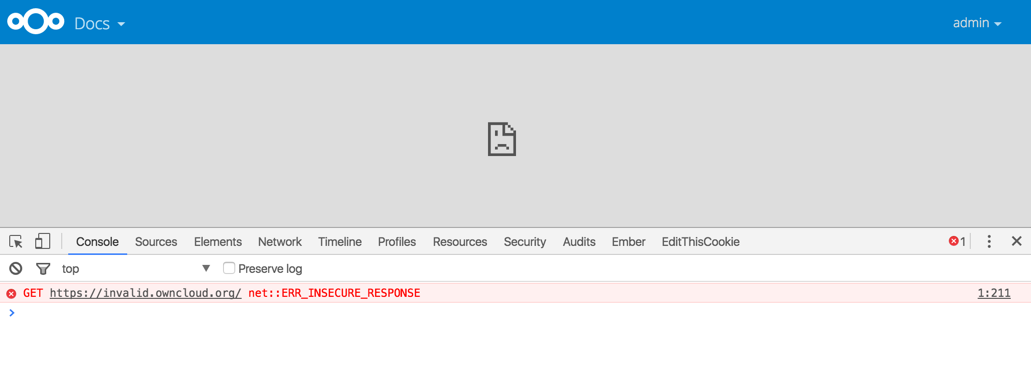 Docs admin
Console Sources Elements Network Timeline Profiles Resources Security Audits Ember EditThisCookie 1
top Preserve log
GET https://invalid.owncloud.org/ net::ERR_INSECURE_RESPONSE 1:211